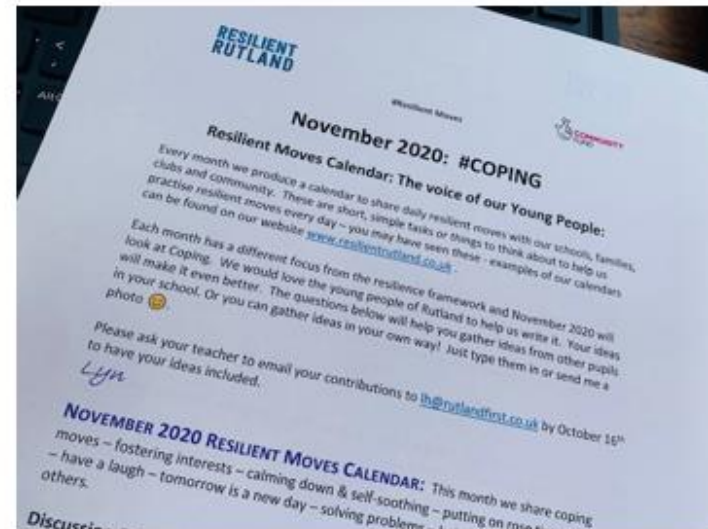 RESILIENT
RUTLAND
#Resilient Moves
COMMUNITY
FUND
November 2020: #COPING
Resilient Moves Calendar: The voice of our Young People:
Every month we produce a calendar to share daily resilient moves with our schools, families,
clubs and community. These are short, simple tasks or things to think about to help us
practise resilient moves every day – you may have seen these - examples of our calendars
can be found on our website www.resilientrutland.co.uk .
Each month has a different focus from the resilience framework and November 2020 will
look at Coping. We would love the young people of Rutland to help us write it. Your ideas
will make it even better. The questions below will help you gather ideas from other pupils
in your school. Or you can gather ideas in your own way! Just type them in or send me a
photo 😊.
Please ask your teacher to email your contributions to lh@rutlandfirst.co.uk by October 16th
to have your ideas included.
Lyn
NOVEMBER 2020 RESILIENT MOVES CALENDAR: This month we share coping
moves – fostering interests – calming down & self-soothing – putting on rose
– have a laugh – tomorrow is a new day – solving problems
others.
Alt